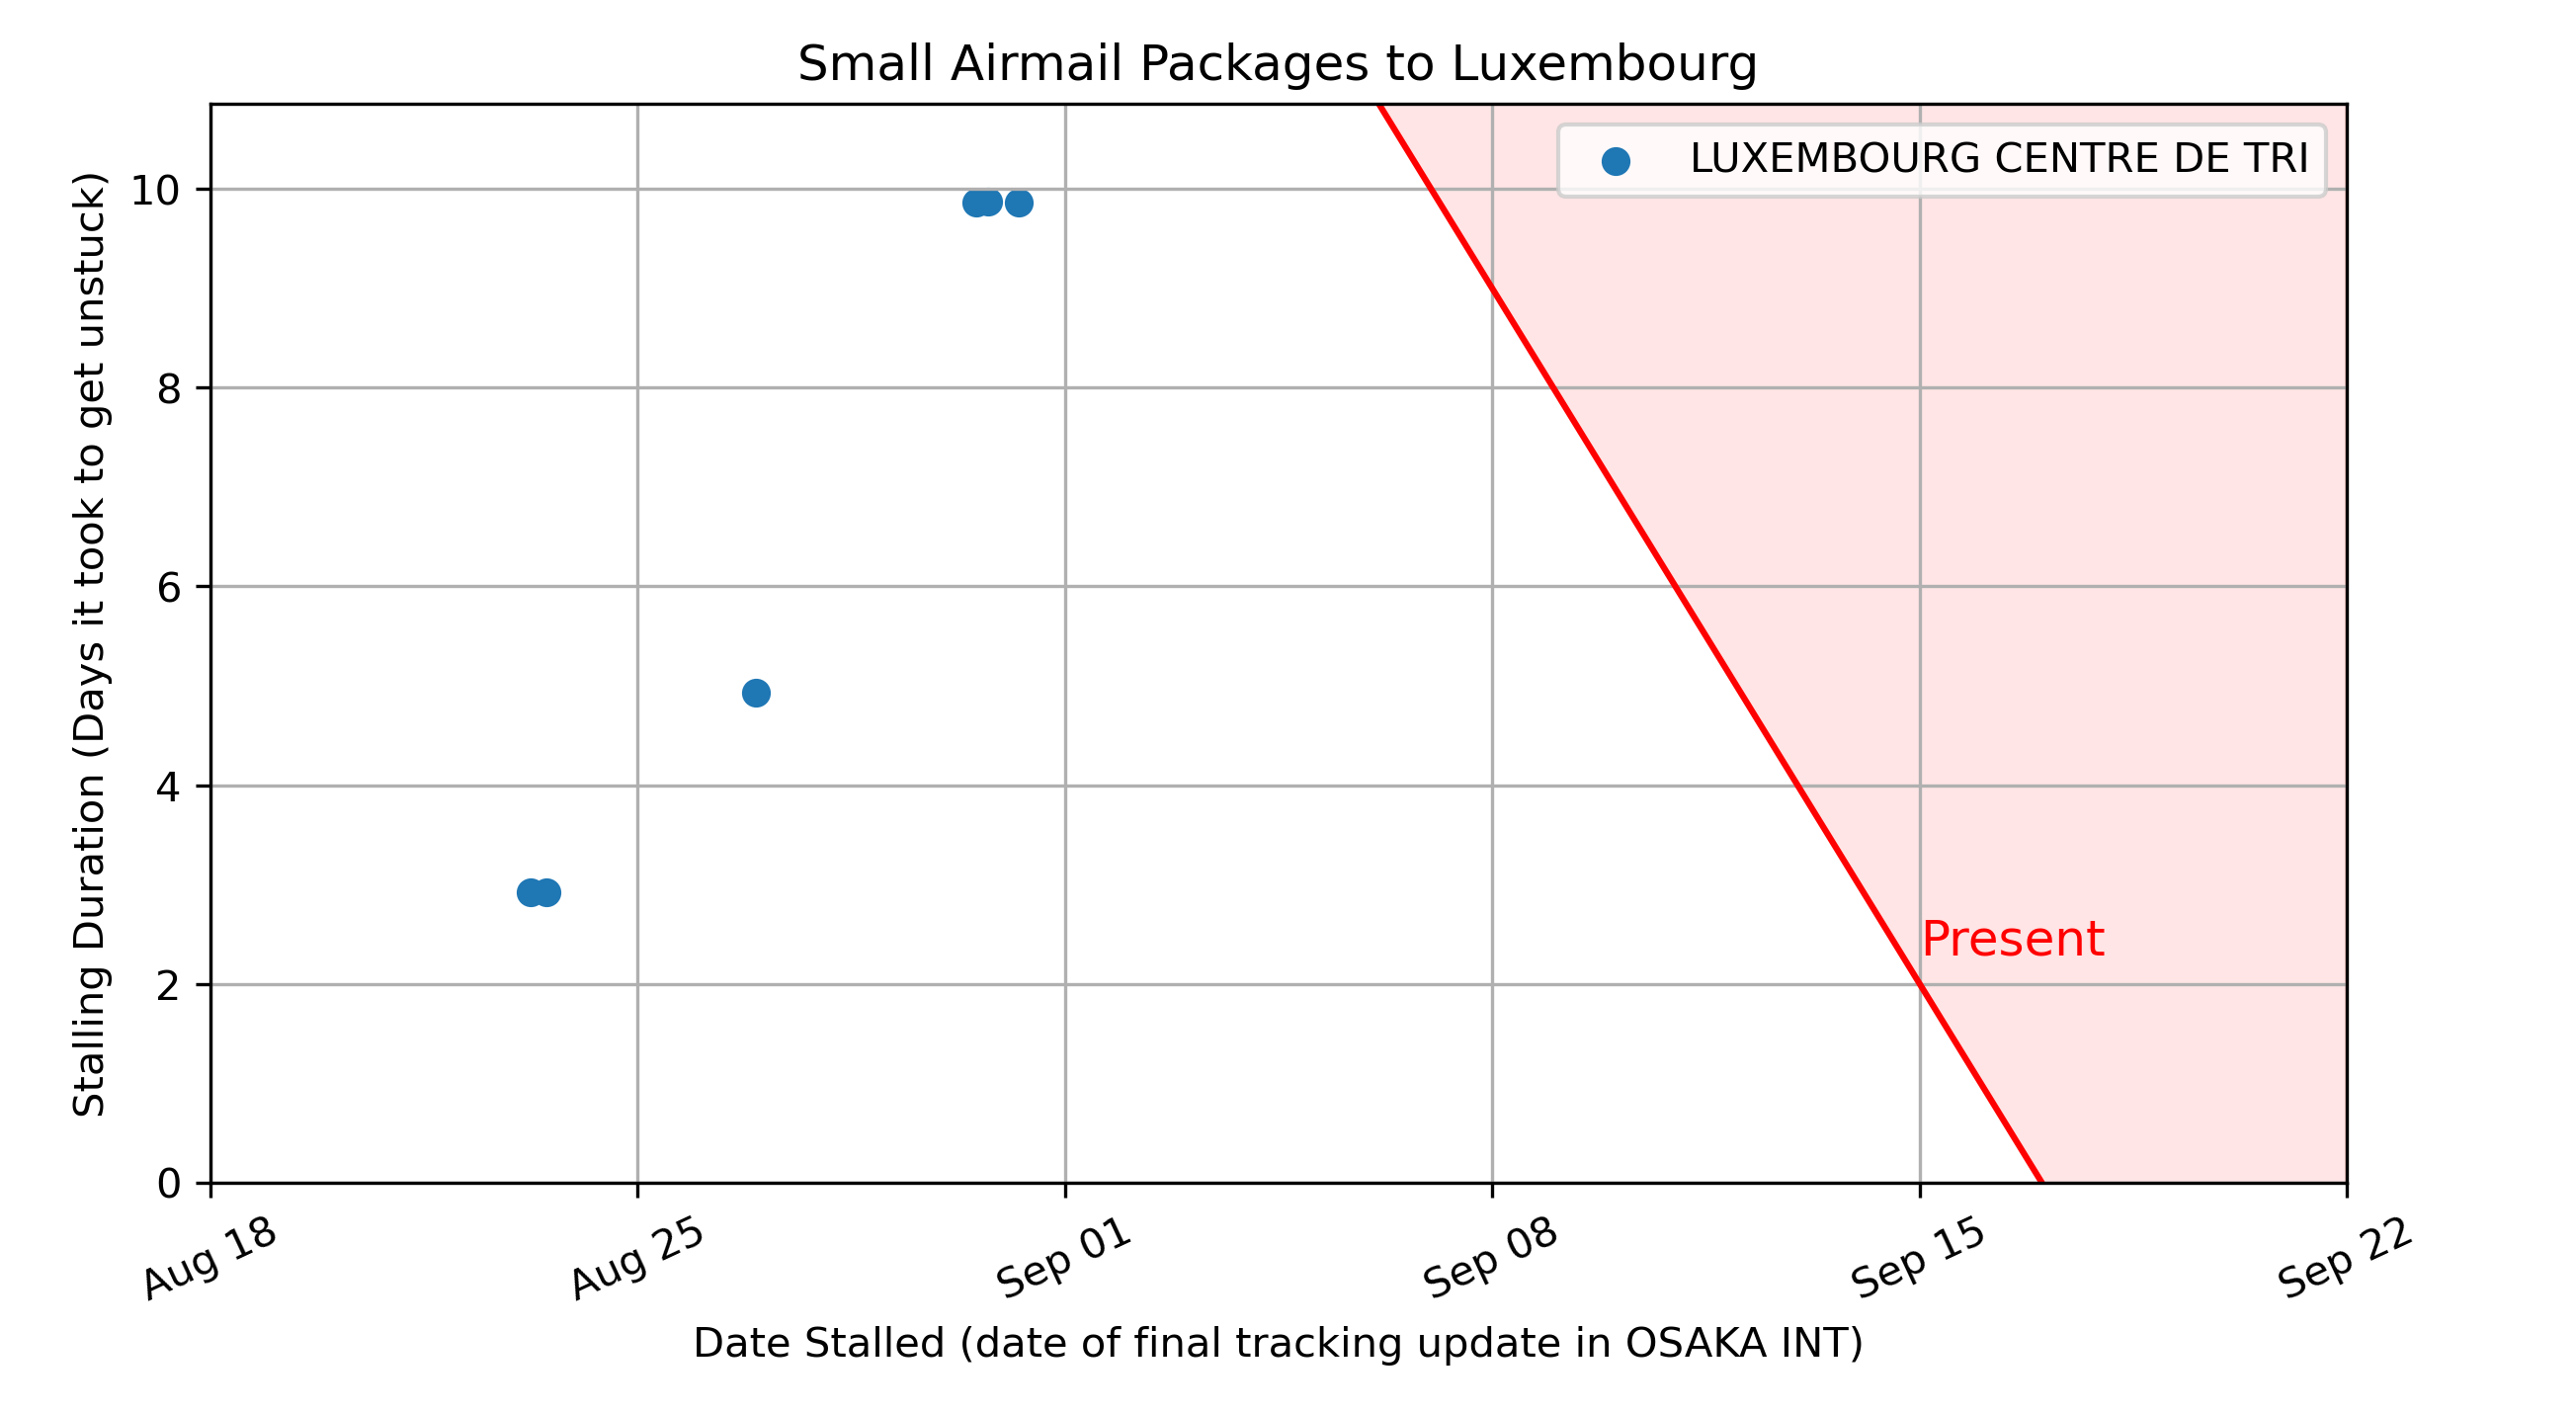 Small Airmail Packages to Luxembourg
LUXEMBOURG CENTRE DE TRI
Stalling Duration (Days it took to get unstuck)
10
8
6
4
2
0
Present
Aug 18
Aug 25
Sep 01
Sep 08
Sep 15
Sep 22
Date Stalled (date of final tracking update in OSAKA INT)